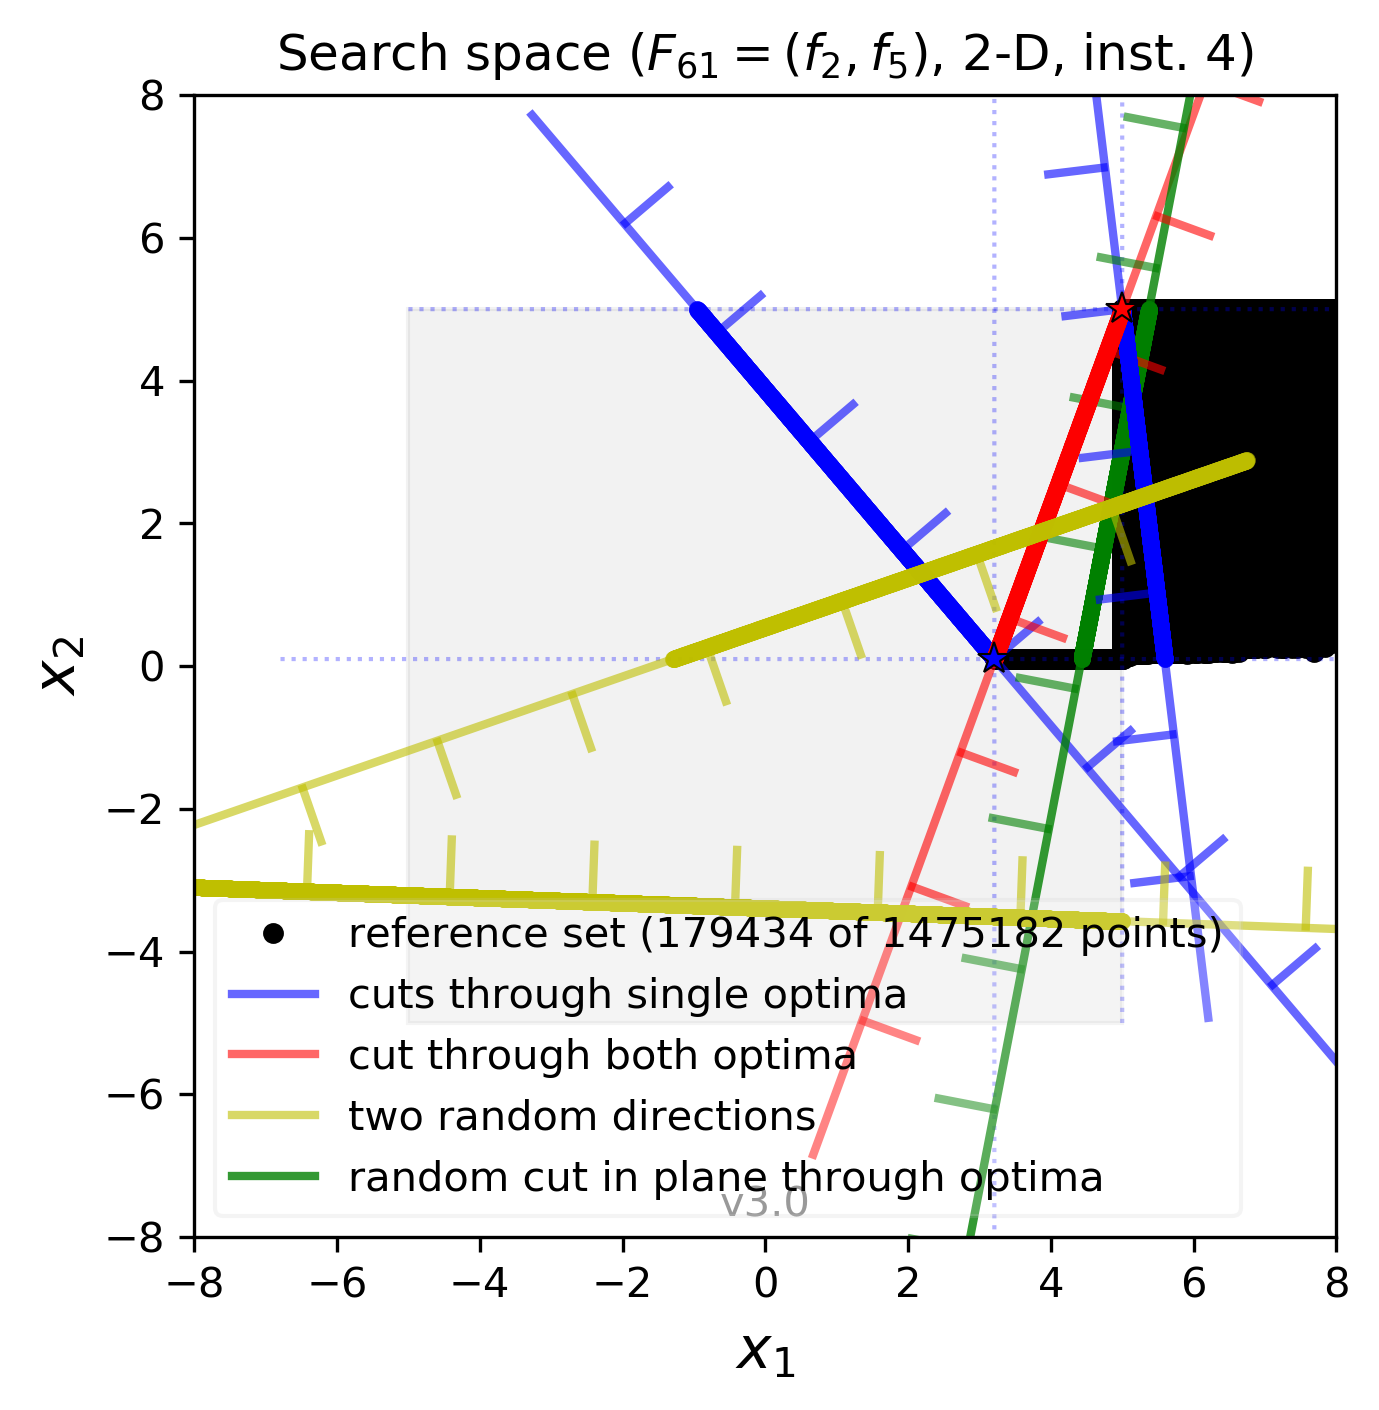 Search space (F₆₁ = (f₂, f₅), 2-D, inst. 4)
8
6
4
2
0
−2
−4
−6
−8
x₂
reference set (179434 of 1475182 points)
cuts through single optima
cut through both optima
two random directions
random cut in plane through optima
v3.0
−8 −6 −4 −2 0 2 4 6 8
x₁